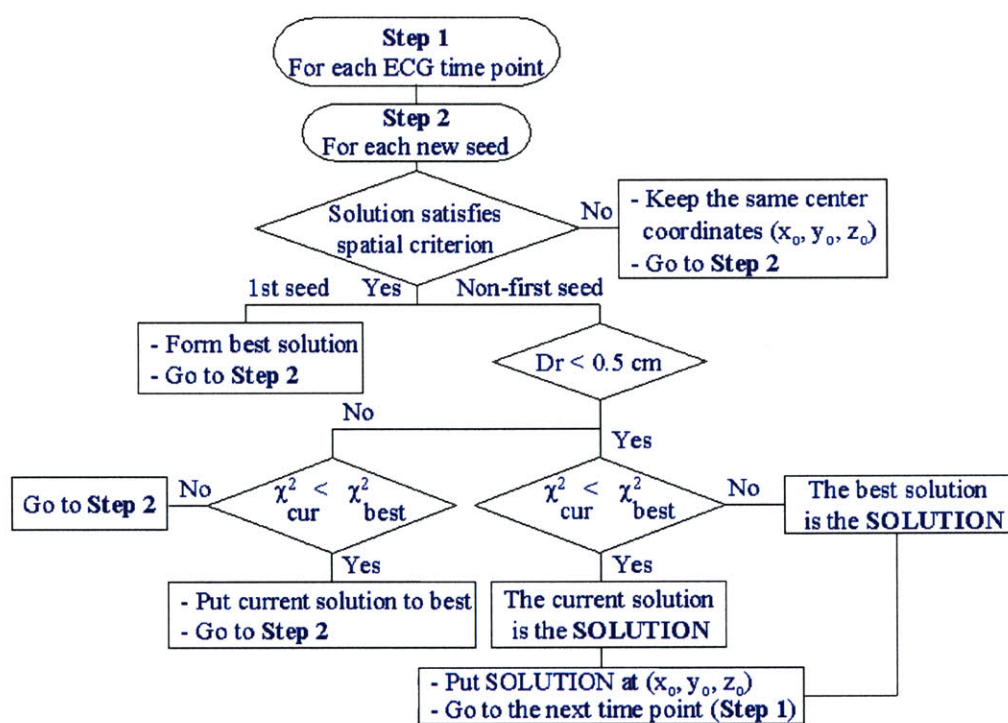 Step 1
For each ECG time point
Step 2
For each new seed
Solution satisfies
spatial criterion
No
- Keep the same center
coordinates (x₀, y₀, z₀)
- Go to Step 2
1st seed
Yes
Non-first seed
- Form best solution
- Go to Step 2
Dr < 0.5 cm
No
Yes
Go to Step 2
No
χ²cur < χ²best
χ²cur < χ²best
No
The best solution
is the SOLUTION
Yes
Yes
- Put current solution to best
- Go to Step 2
The current solution
is the SOLUTION
- Put SOLUTION at (x₀, y₀, z₀)
- Go to the next time point (Step 1)